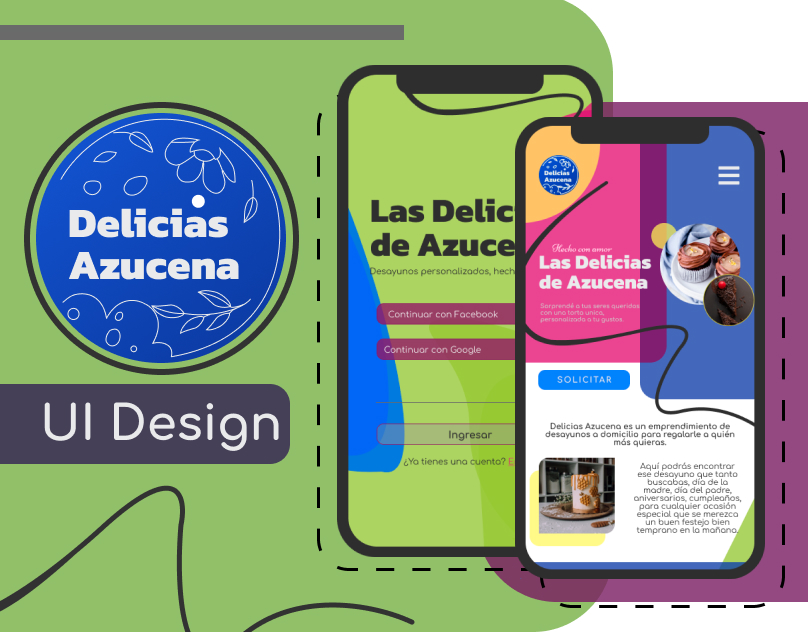 Delicias
Azucena
UI Design
Las Delic
de Azuce
Desayunos personalizados, hech
Continuar con Facebook
Continuar con Google
Ingresar
¿Ya tienes una cuenta? E
Delicias
Azucena
Hecho con amor
Las Delicias
de Azucena
Sorprendé a tus seres queridos
con una torta unica,
personalizada a tu gustos.
SOLICITAR
Delicias Azucena es un emprendimiento de
desayunos a domicilio para regalarle a quién
más quieras.
Aquí podrás encontrar
ese desayuno que tanto
buscabas, día de la
madre, día del padre,
aniversarios, cumpleaños,
para cualquier ocasión
especial que se merezca
un buen festejo bien
temprano en la mañana.